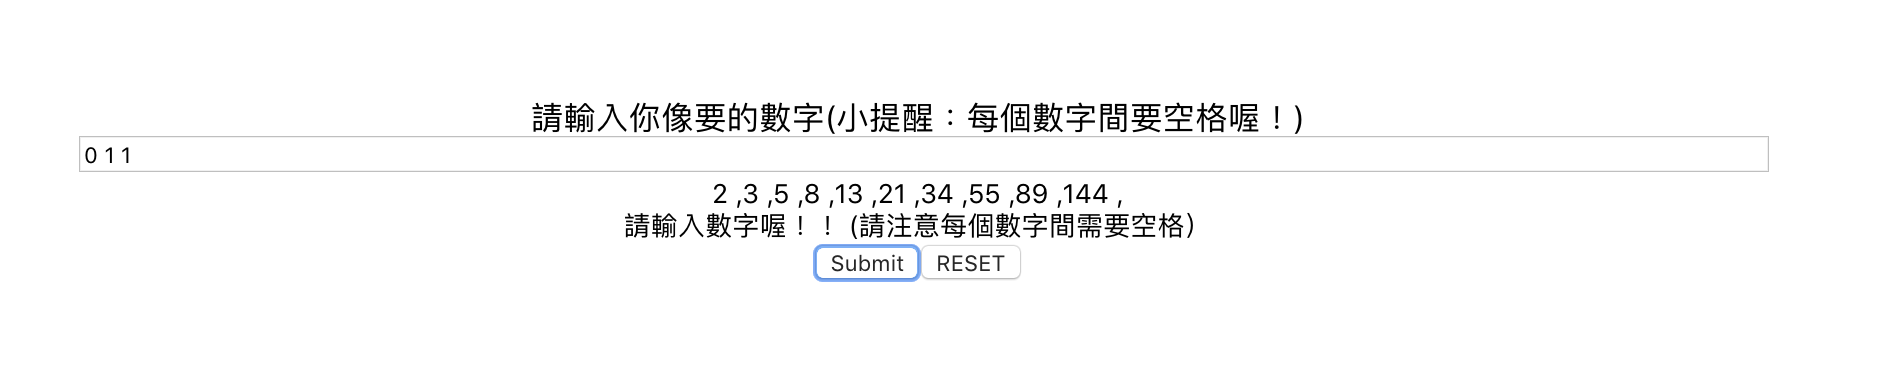 請輸入你像要的數字(小提醒：每個數字間要空格喔！)
0 1 1
2 ,3 ,5 ,8 ,13 ,21 ,34 ,55 ,89 ,144 ,
請輸入數字喔！！ (請注意每個數字間需要空格)
Submit RESET